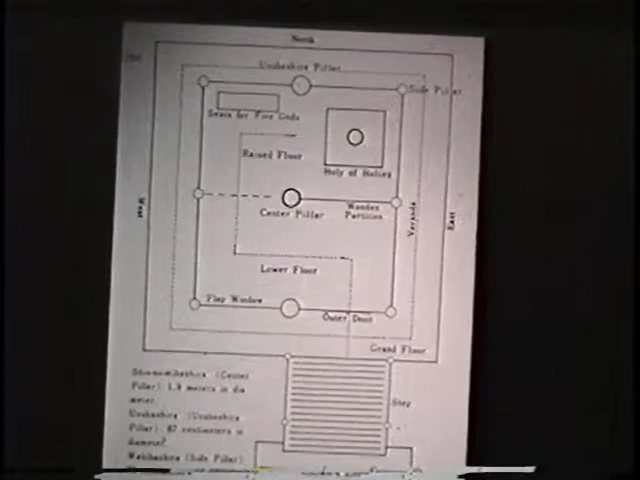 North
Uzubashira Pillar
Side Pillar
Seats for Five Gods
Raised Floor
Holy of Holies
West
Center Pillar
Wooden
Partition
Veranda
East
Lower Floor
Flap Window
Outer Door
Grand Floor
(Center
Pillar) 1.9 meters in dia
meter
Uzubashira (Uzubashira
Pillar) 87 centimeters in
diameter
(Side Pillar)
Step